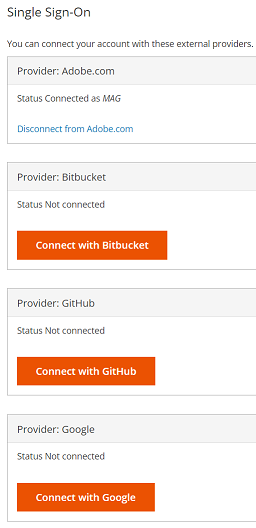 Single Sign-On
You can connect your account with these external providers.
Provider: Adobe.com
Status Connected as MAG
Disconnect from Adobe.com
Provider: Bitbucket
Status Not connected
Connect with Bitbucket
Provider: GitHub
Status Not connected
Connect with GitHub
Provider: Google
Status Not connected
Connect with Google